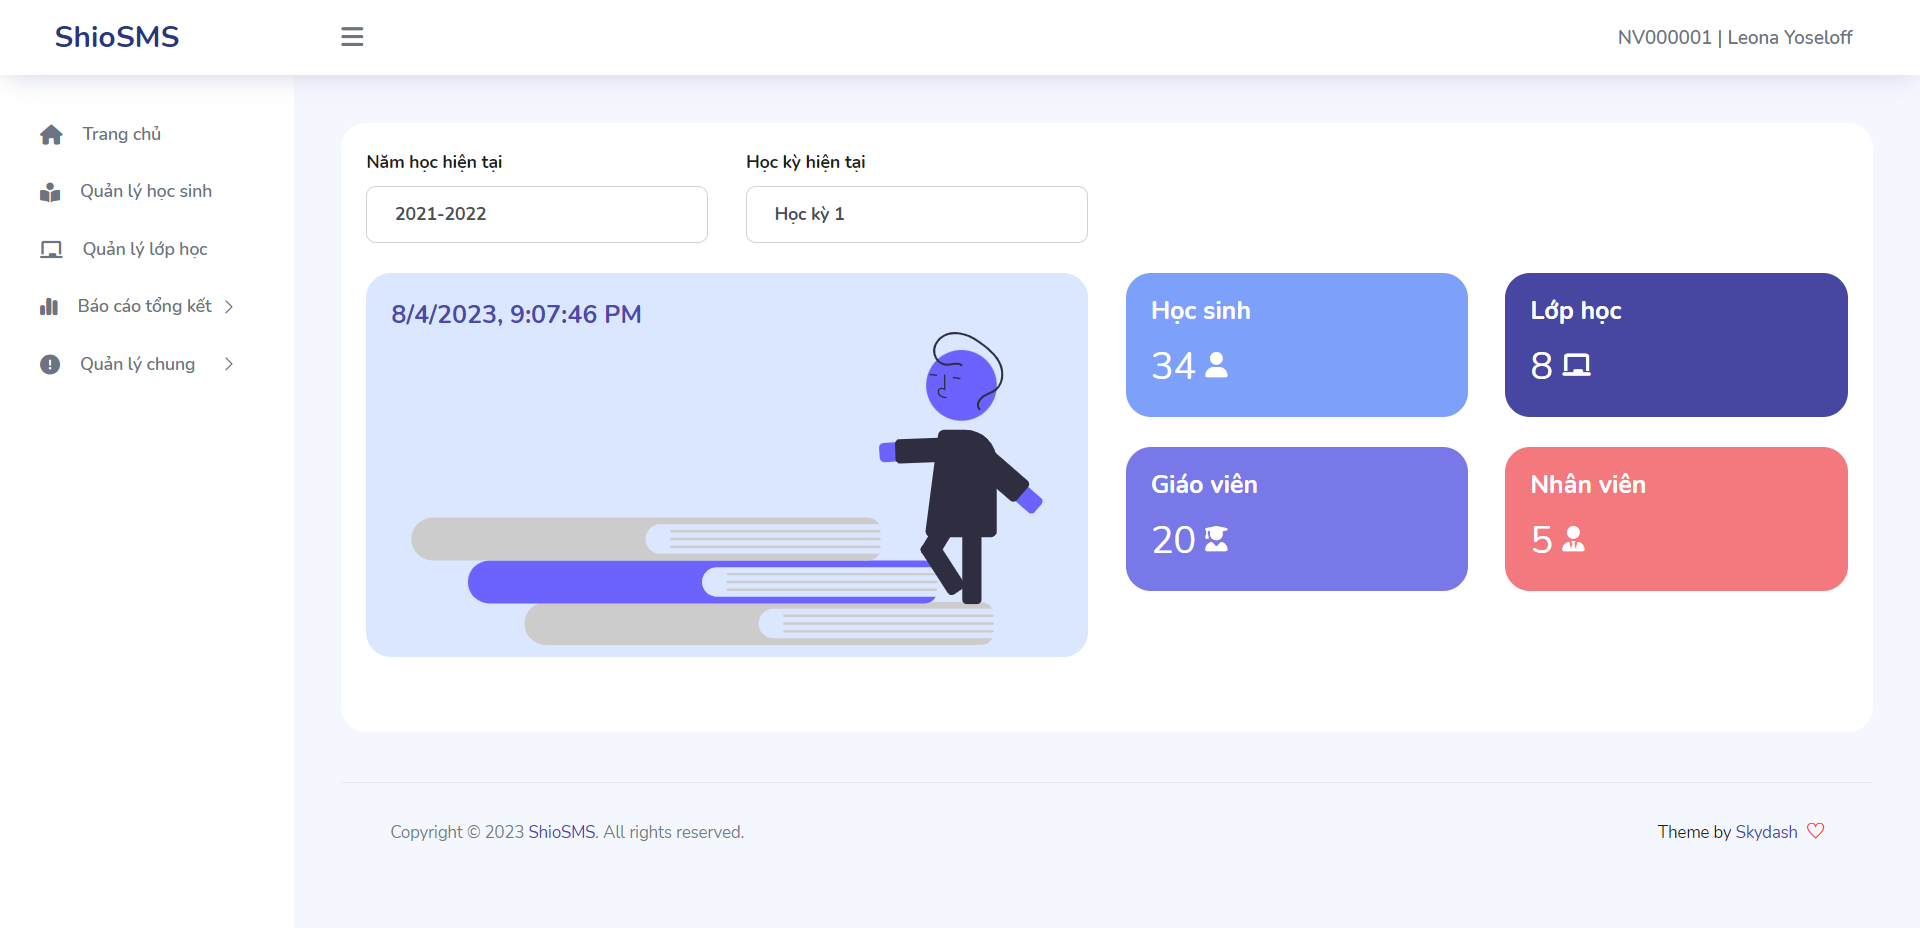 ShioSMS
NV000001 | Leona Yoseloff
Trang chủ
Quản lý học sinh
Quản lý lớp học
Báo cáo tổng kết
Quản lý chung
Năm học hiện tại
2021-2022
Học kỳ hiện tại
Học kỳ 1
8/4/2023, 9:07:46 PM
Học sinh
34
Lớp học
8
Giáo viên
20
Nhân viên
5
Copyright © 2023 ShioSMS. All rights reserved.
Theme by Skydash